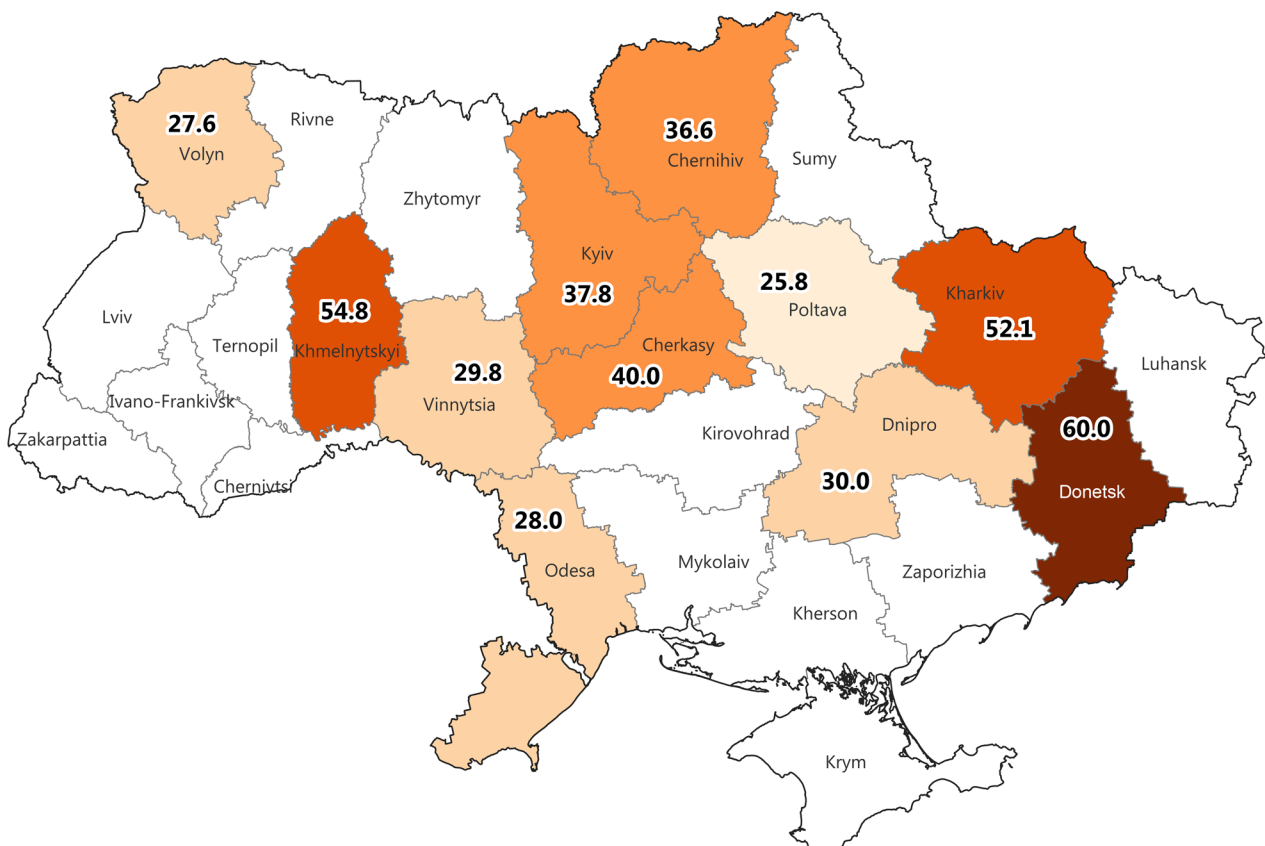 Rivne
27.6
Volyn
36.6
Chernihiv
Sumy
Zhytomyr
Kyiv
37.8
25.8
Poltava
Kharkiv
52.1
Lviv
54.8
Ternopil
Khmelnytskyi
Cherkasy
40.0
Luhansk
29.8
Vinnytsia
Ivano-Frankivsk
Zakarpattia
Chernivtsi
Kirovohrad
Dnipro
30.0
60.0
Donetsk
28.0
Odesa
Mykolaiv
Zaporizhia
Kherson
Krym